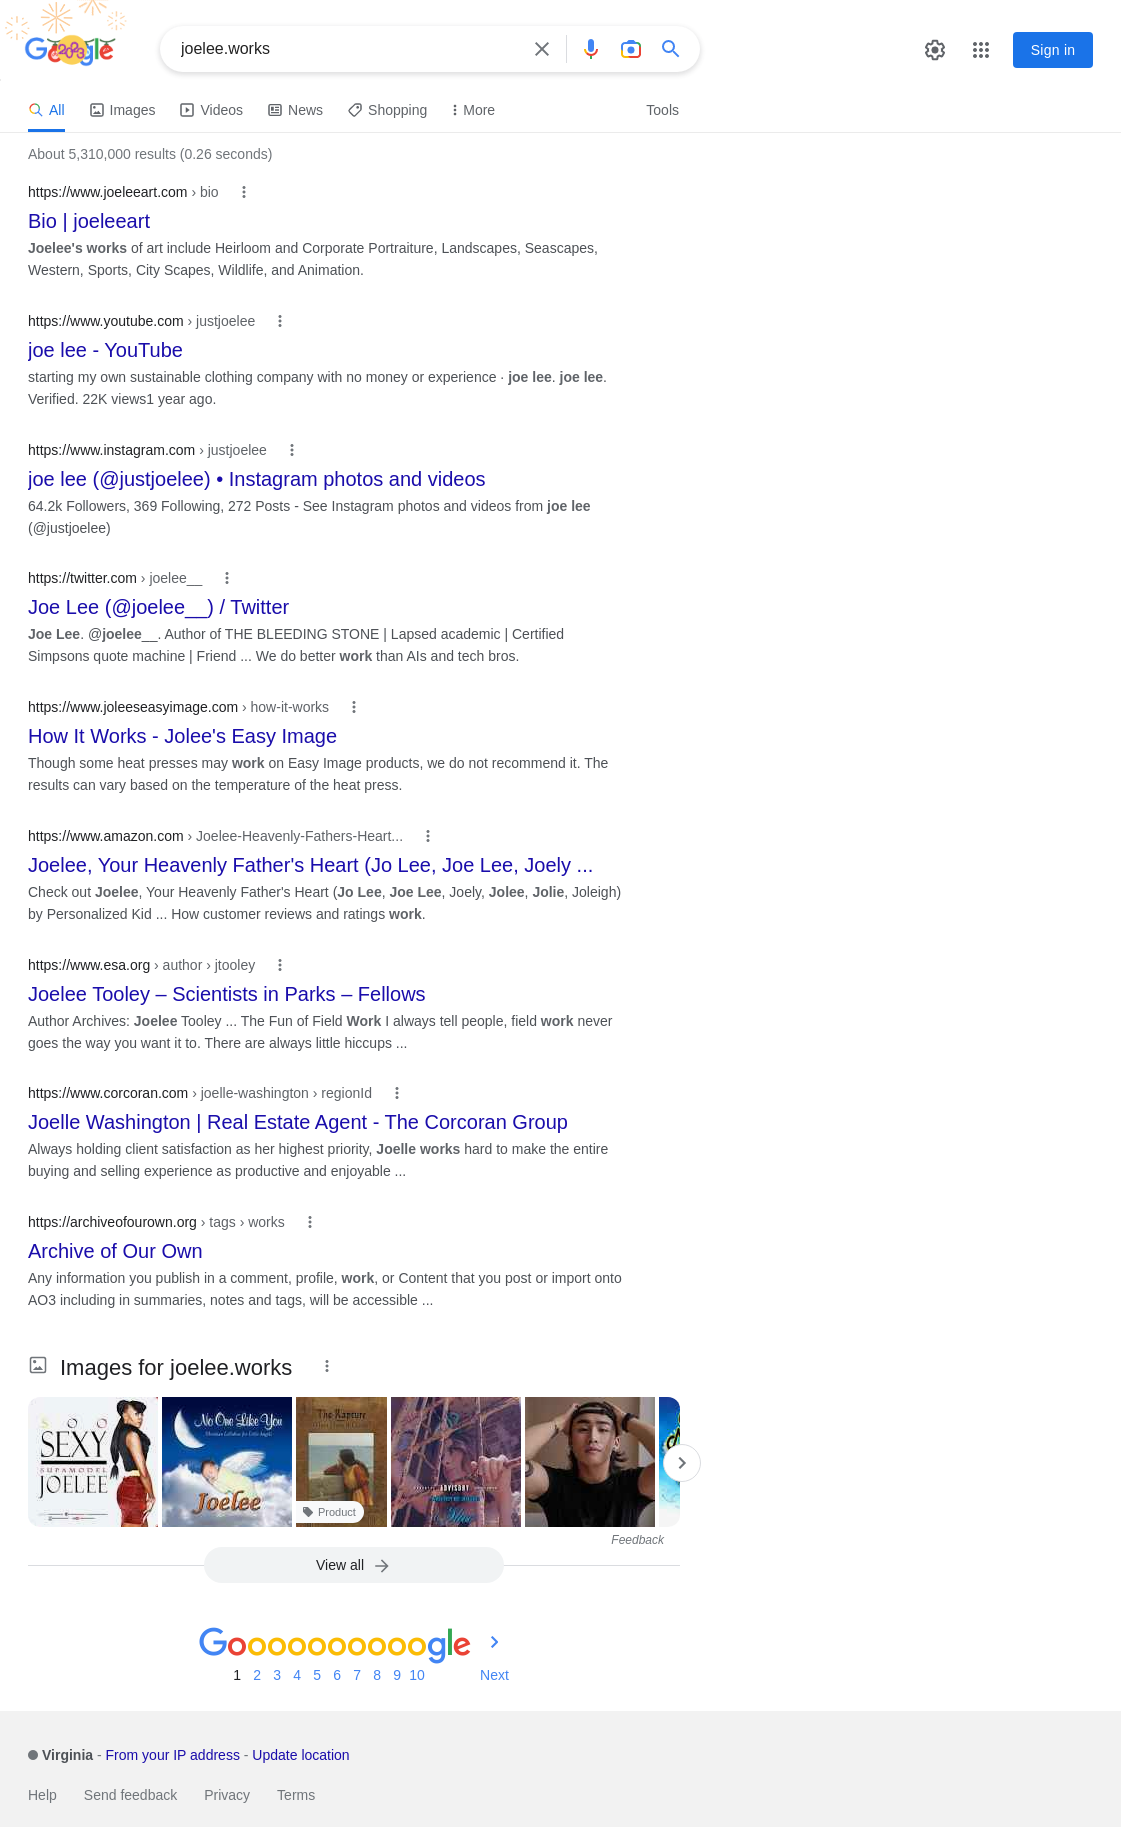 Google
joelee.works
Sign in
All Images Videos News Shopping More Tools
About 5,310,000 results (0.26 seconds)
https://www.joeleeart.com › bio
Bio | joeleeart
Joelee's works of art include Heirloom and Corporate Portraiture, Landscapes, Seascapes,
Western, Sports, City Scapes, Wildlife, and Animation.
https://www.youtube.com › justjoelee
joe lee - YouTube
starting my own sustainable clothing company with no money or experience · joe lee. joe lee.
Verified. 22K views1 year ago.
https://www.instagram.com › justjoelee
joe lee (@justjoelee) • Instagram photos and videos
64.2k Followers, 369 Following, 272 Posts - See Instagram photos and videos from joe lee
(@justjoelee)
https://twitter.com › joelee__
Joe Lee (@joelee__) / Twitter
Joe Lee. @joelee__. Author of THE BLEEDING STONE | Lapsed academic | Certified
Simpsons quote machine | Friend ... We do better work than AIs and tech bros.
https://www.joleeseasyimage.com › how-it-works
How It Works - Jolee's Easy Image
Though some heat presses may work on Easy Image products, we do not recommend it. The
results can vary based on the temperature of the heat press.
https://www.amazon.com › Joelee-Heavenly-Fathers-Heart...
Joelee, Your Heavenly Father's Heart (Jo Lee, Joe Lee, Joely ...
Check out Joelee, Your Heavenly Father's Heart (Jo Lee, Joe Lee, Joely, Jolee, Jolie, Joleigh)
by Personalized Kid ... How customer reviews and ratings work.
https://www.esa.org › author › jtooley
Joelee Tooley – Scientists in Parks – Fellows
Author Archives: Joelee Tooley ... The Fun of Field Work I always tell people, field work never
goes the way you want it to. There are always little hiccups ...
https://www.corcoran.com › joelle-washington › regionId
Joelle Washington | Real Estate Agent - The Corcoran Group
Always holding client satisfaction as her highest priority, Joelle works hard to make the entire
buying and selling experience as productive and enjoyable ...
https://archiveofourown.org › tags › works
Archive of Our Own
Any information you publish in a comment, profile, work, or Content that you post or import onto
AO3 including in summaries, notes and tags, will be accessible ...
Images for joelee.works
SOO
SEXY
SUPAMODEL
JOELEE
No One Like You
Joelee
The Rapture
Product
ADVISORY
Feedback
View all
Goooooooooogle
1 2 3 4 5 6 7 8 9 10 Next
Virginia - From your IP address - Update location
Help Send feedback Privacy Terms